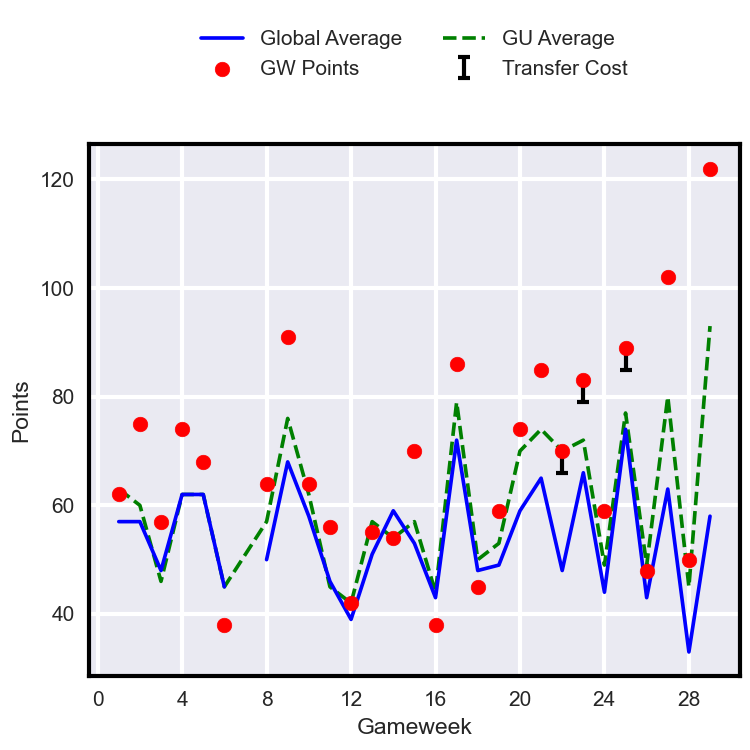 Global Average
GU Average
GW Points
Transfer Cost
120
100
80
60
40
Points
0 4 8 12 16 20 24 28
Gameweek